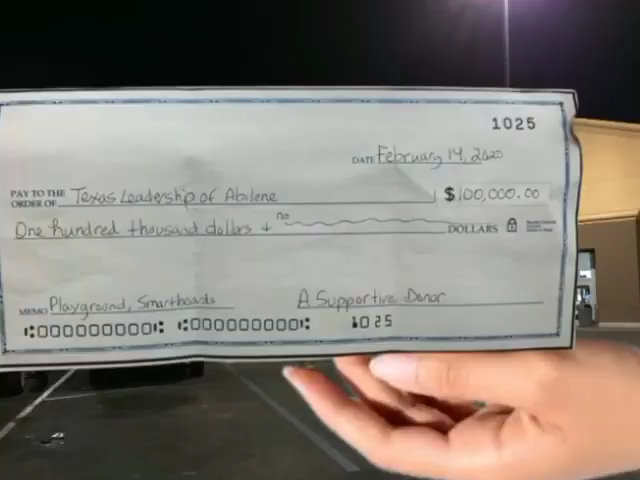 1025
DATE February 14, 2020
PAY TO THE ORDER OF Texas Leadership of Abilene $100,000.00
One hundred thousand dollars + no DOLLARS
MEMO Playground, Smartboards A Supportive Donor
⑆000000000⑆ ⑆000000000⑆ 1025